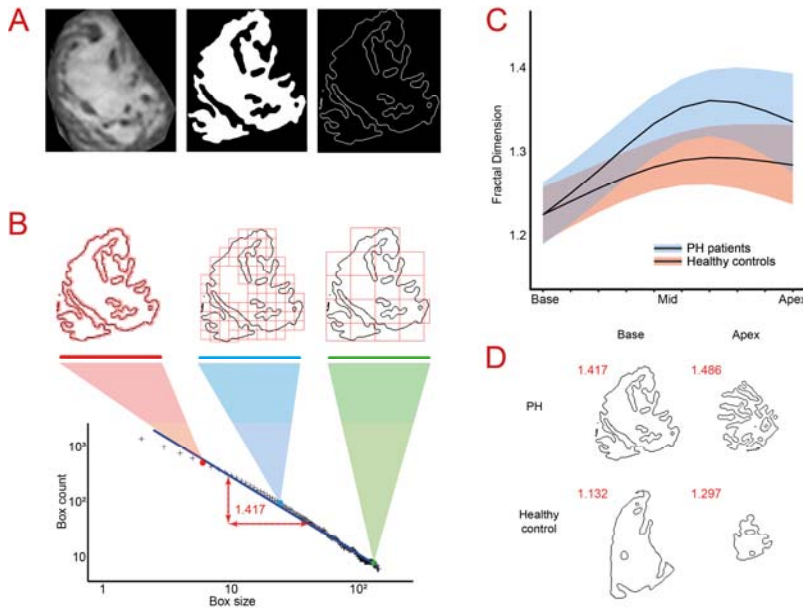 A
B
Box count
10³
10²
10
1.417
1
10
10²
Box size
C
Fractal Dimension
1.4
1.3
1.2
PH patients
Healthy controls
Base
Mid
Apex
D
Base
Apex
PH
1.417
1.486
Healthy
control
1.132
1.297